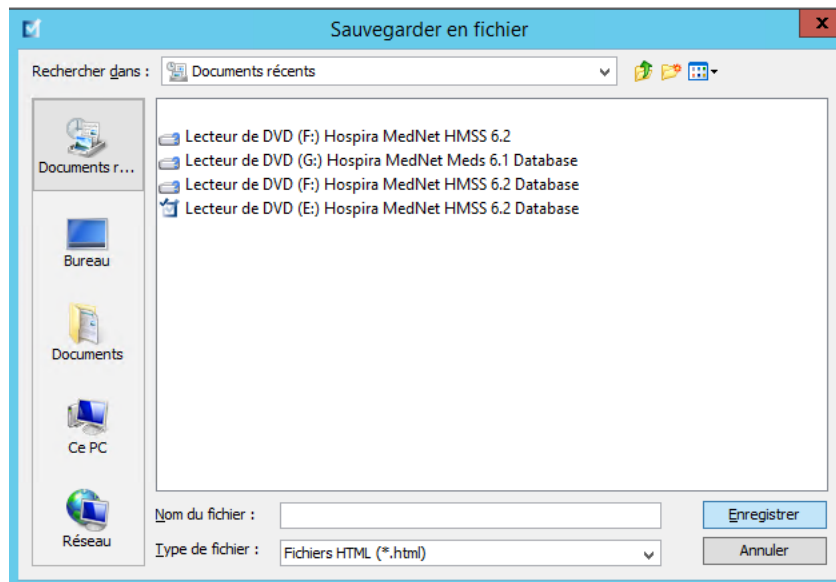 Sauvegarder en fichier
x
Rechercher dans :
Documents récents
Documents r...
Bureau
Documents
Ce PC
Réseau
Lecteur de DVD (F:) Hospira MedNet HMSS 6.2
Lecteur de DVD (G:) Hospira MedNet Meds 6.1 Database
Lecteur de DVD (F:) Hospira MedNet HMSS 6.2 Database
Lecteur de DVD (E:) Hospira MedNet HMSS 6.2 Database
Nom du fichier :
Enregistrer
Type de fichier :
Fichiers HTML (*.html)
Annuler